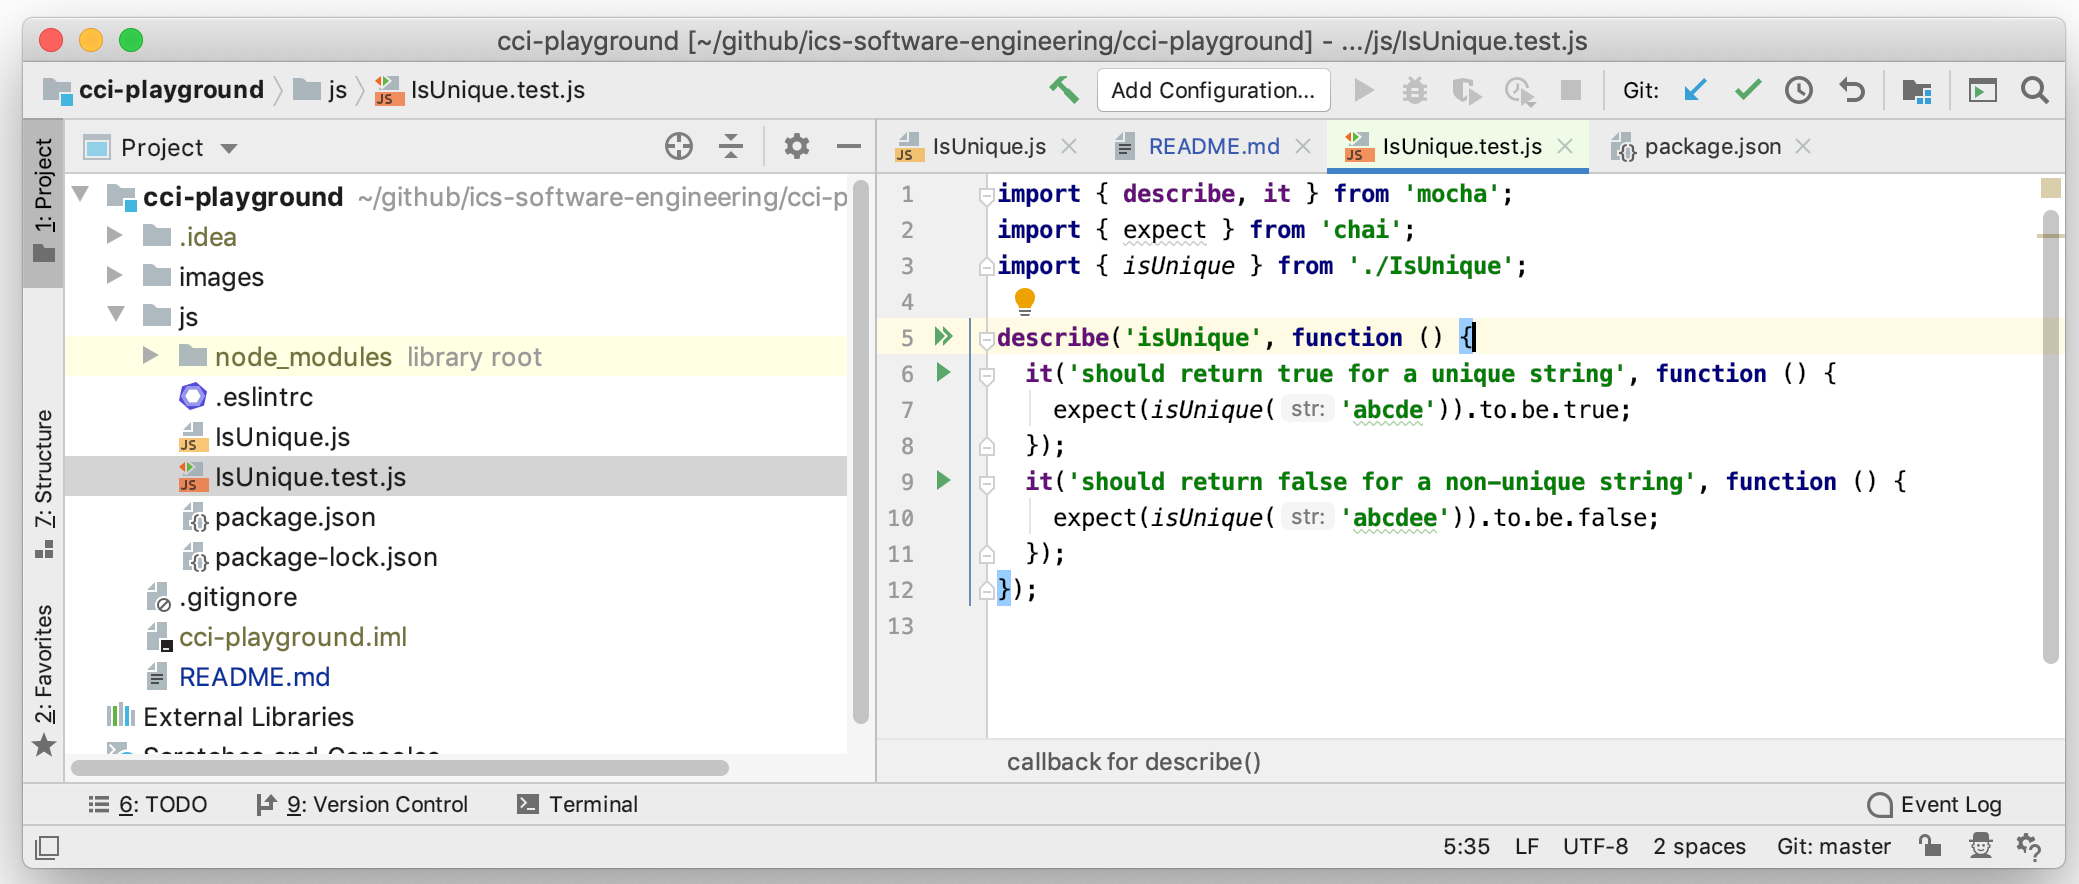 cci-playground [~/github/ics-software-engineering/cci-playground] - .../js/IsUnique.test.js
cci-playground js IsUnique.test.js Add Configuration... Git:
1: Project
7: Structure
2: Favorites
Project
cci-playground ~/github/ics-software-engineering/cci-p
.idea
images
js
node_modules library root
.eslintrc
IsUnique.js
IsUnique.test.js
package.json
package-lock.json
.gitignore
cci-playground.iml
README.md
External Libraries
Scratches and Consoles
IsUnique.js README.md IsUnique.test.js package.json
1 import { describe, it } from 'mocha';
2 import { expect } from 'chai';
3 import { isUnique } from './IsUnique';
4
5 describe('isUnique', function () {
6 it('should return true for a unique string', function () {
7 expect(isUnique( str: 'abcde')).to.be.true;
8 });
9 it('should return false for a non-unique string', function () {
10 expect(isUnique( str: 'abcdee')).to.be.false;
11 });
12 });
13
callback for describe()
6: TODO 9: Version Control Terminal Event Log
5:35 LF UTF-8 2 spaces Git: master